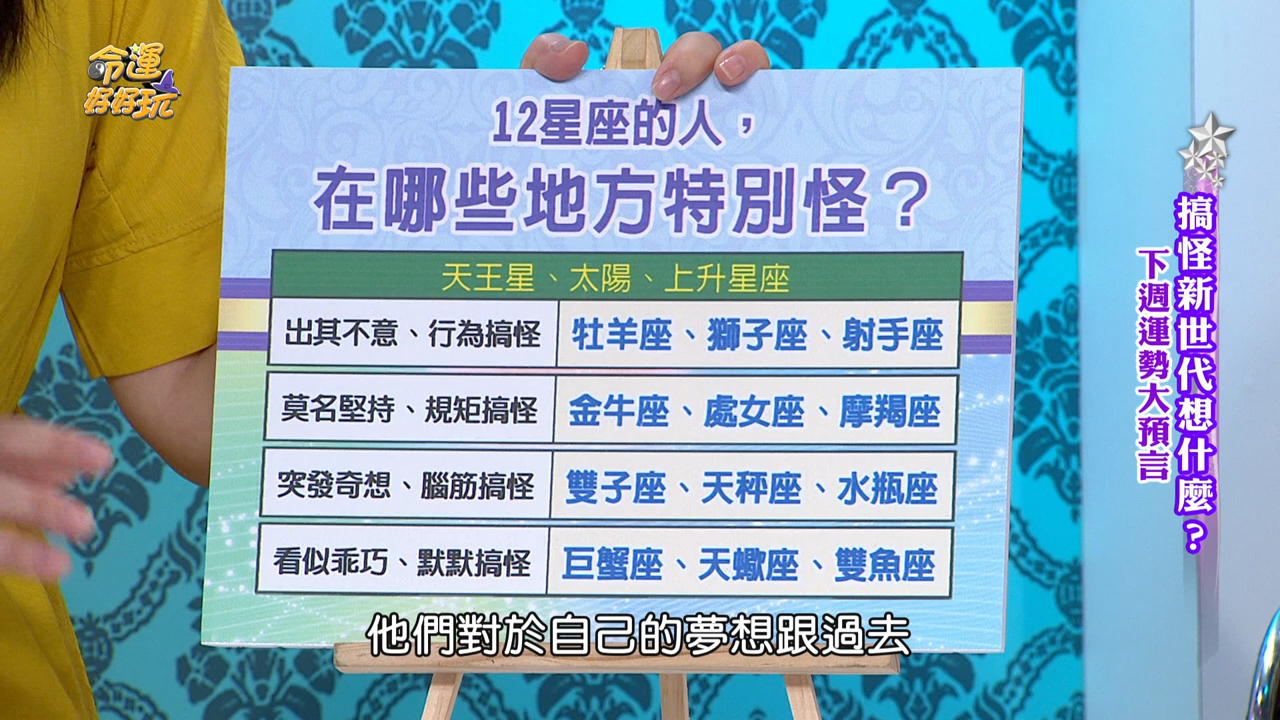 命運
好好玩
12星座的人，
在哪些地方特別怪？
天王星、太陽、上升星座
出其不意、行為搞怪 牡羊座、獅子座、射手座
莫名堅持、規矩搞怪 金牛座、處女座、摩羯座
突發奇想、腦筋搞怪 雙子座、天秤座、水瓶座
看似乖巧、默默搞怪 巨蟹座、天蠍座、雙魚座
搞怪新世代想什麼？
下週運勢大預言
他們對於自己的夢想跟過去